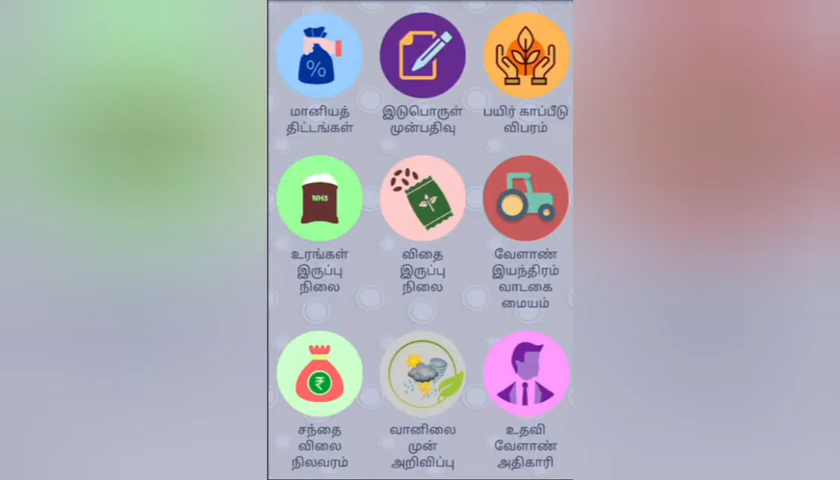 %
மானியத்
திட்டங்கள்
இடுபொருள்
முன்பதிவு
பயிர் காப்பீடு
விபரம்
NH3
உரங்கள்
இருப்பு
நிலை
விதை
இருப்பு
நிலை
வேளாண்
இயந்திரம்
வாடகை
மையம்
₹
சந்தை
விலை
நிலவரம்
வானிலை
முன்
அறிவிப்பு
உதவி
வேளாண்
அதிகாரி